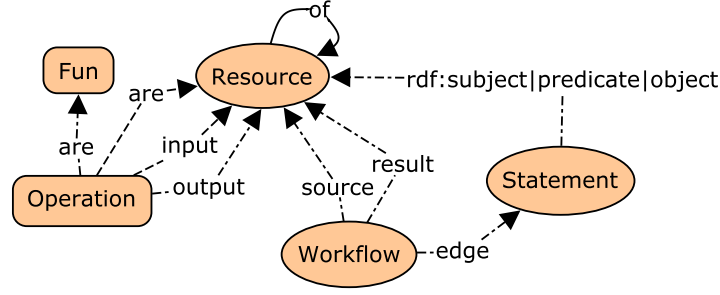 of
Fun
Resource
rdf:subject|predicate|object
are
are
input
result
Operation
output
source
Statement
Workflow
edge